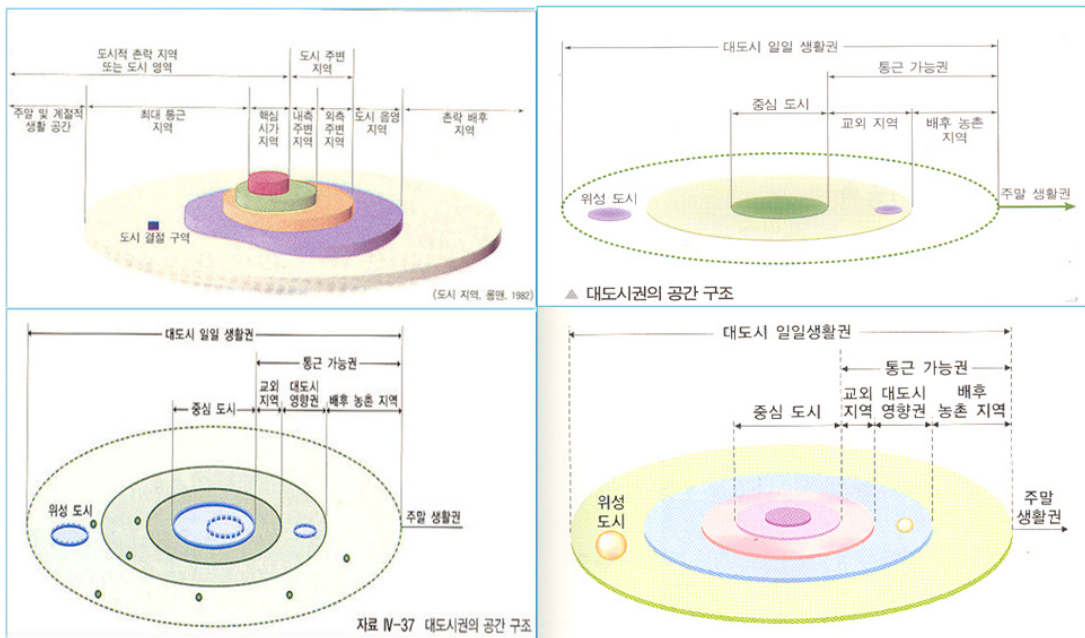 도시적 촌락 지역
또는 도시 영역
도시 주변
지역
주말 및 계절적
생활 공간
최대 통근
지역
핵심
시가
지역
내측
주변
지역
외측
주변
지역
도시 음영
지역
촌락 배후
지역
도시 결절 구역
(도시 지역, 롱맨, 1982)
대도시 일일 생활권
통근 가능권
중심 도시
교외 지역
배후 농촌
지역
위성 도시
주말 생활권
▲ 대도시권의 공간 구조
대도시 일일 생활권
통근 가능권
중심 도시
교외
지역
대도시
영향권
배후 농촌 지역
위성 도시
주말 생활권
자료 Ⅳ-37 대도시권의 공간 구조
대도시 일일생활권
통근 가능권
중심 도시
교외
지역
대도시
영향권
배후
농촌 지역
위성
도시
주말
생활권